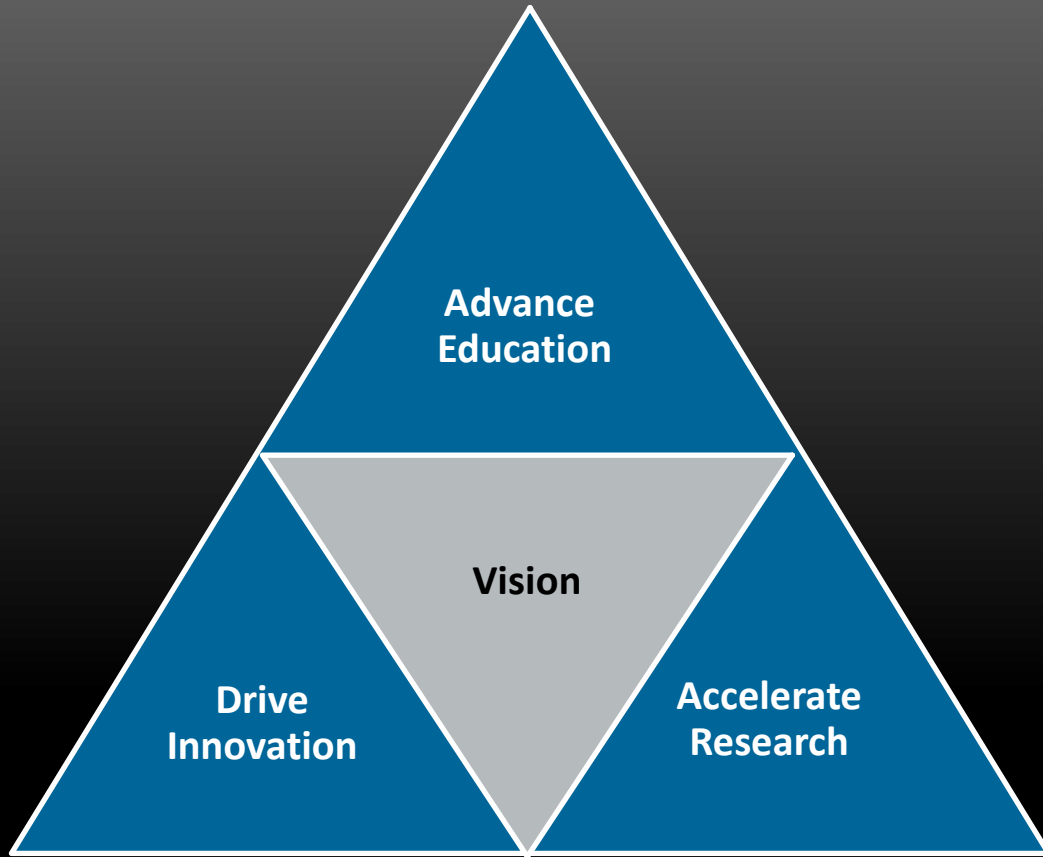 Advance
Education
Vision
Drive
Innovation
Accelerate
Research